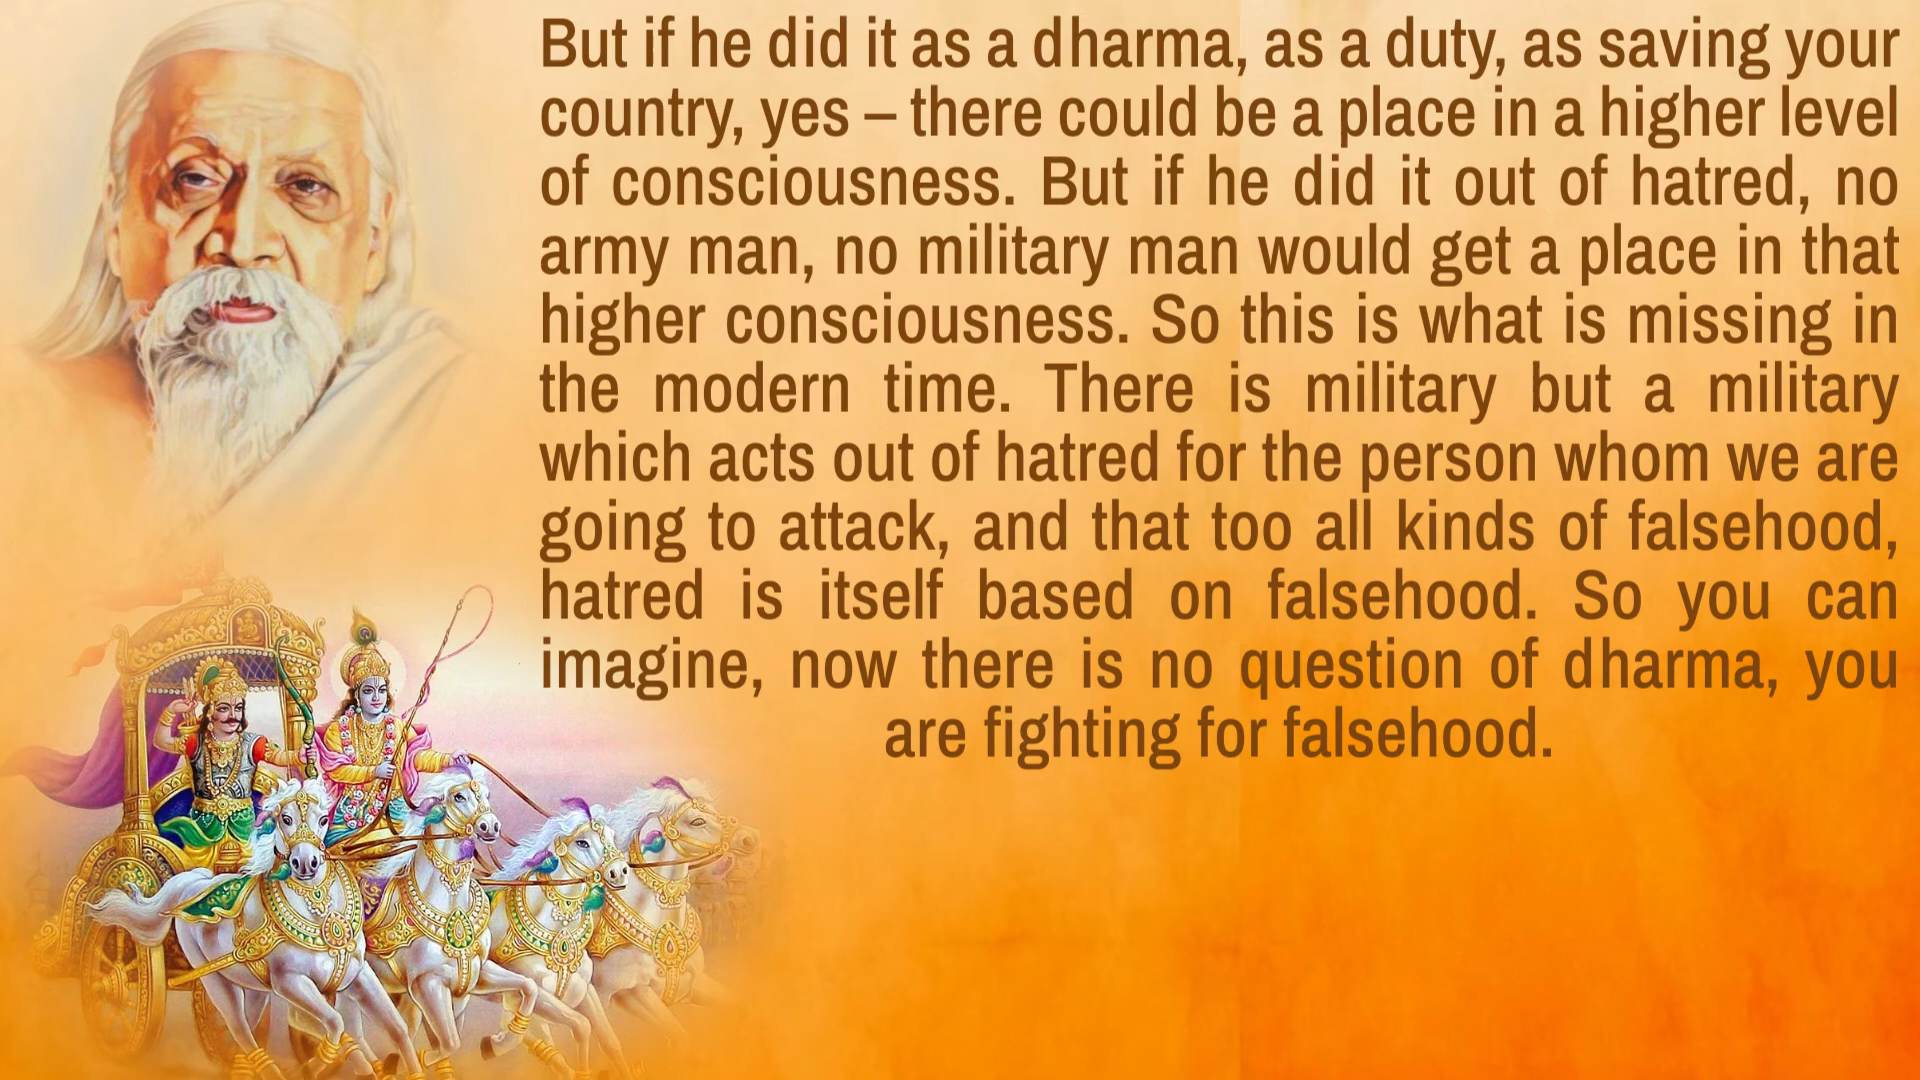 But if he did it as a dharma, as a duty, as saving your
country, yes – there could be a place in a higher level
of consciousness. But if he did it out of hatred, no
army man, no military man would get a place in that
higher consciousness. So this is what is missing in
the modern time. There is military but a military
which acts out of hatred for the person whom we are
going to attack, and that too all kinds of falsehood,
hatred is itself based on falsehood. So you can
imagine, now there is no question of dharma, you
are fighting for falsehood.